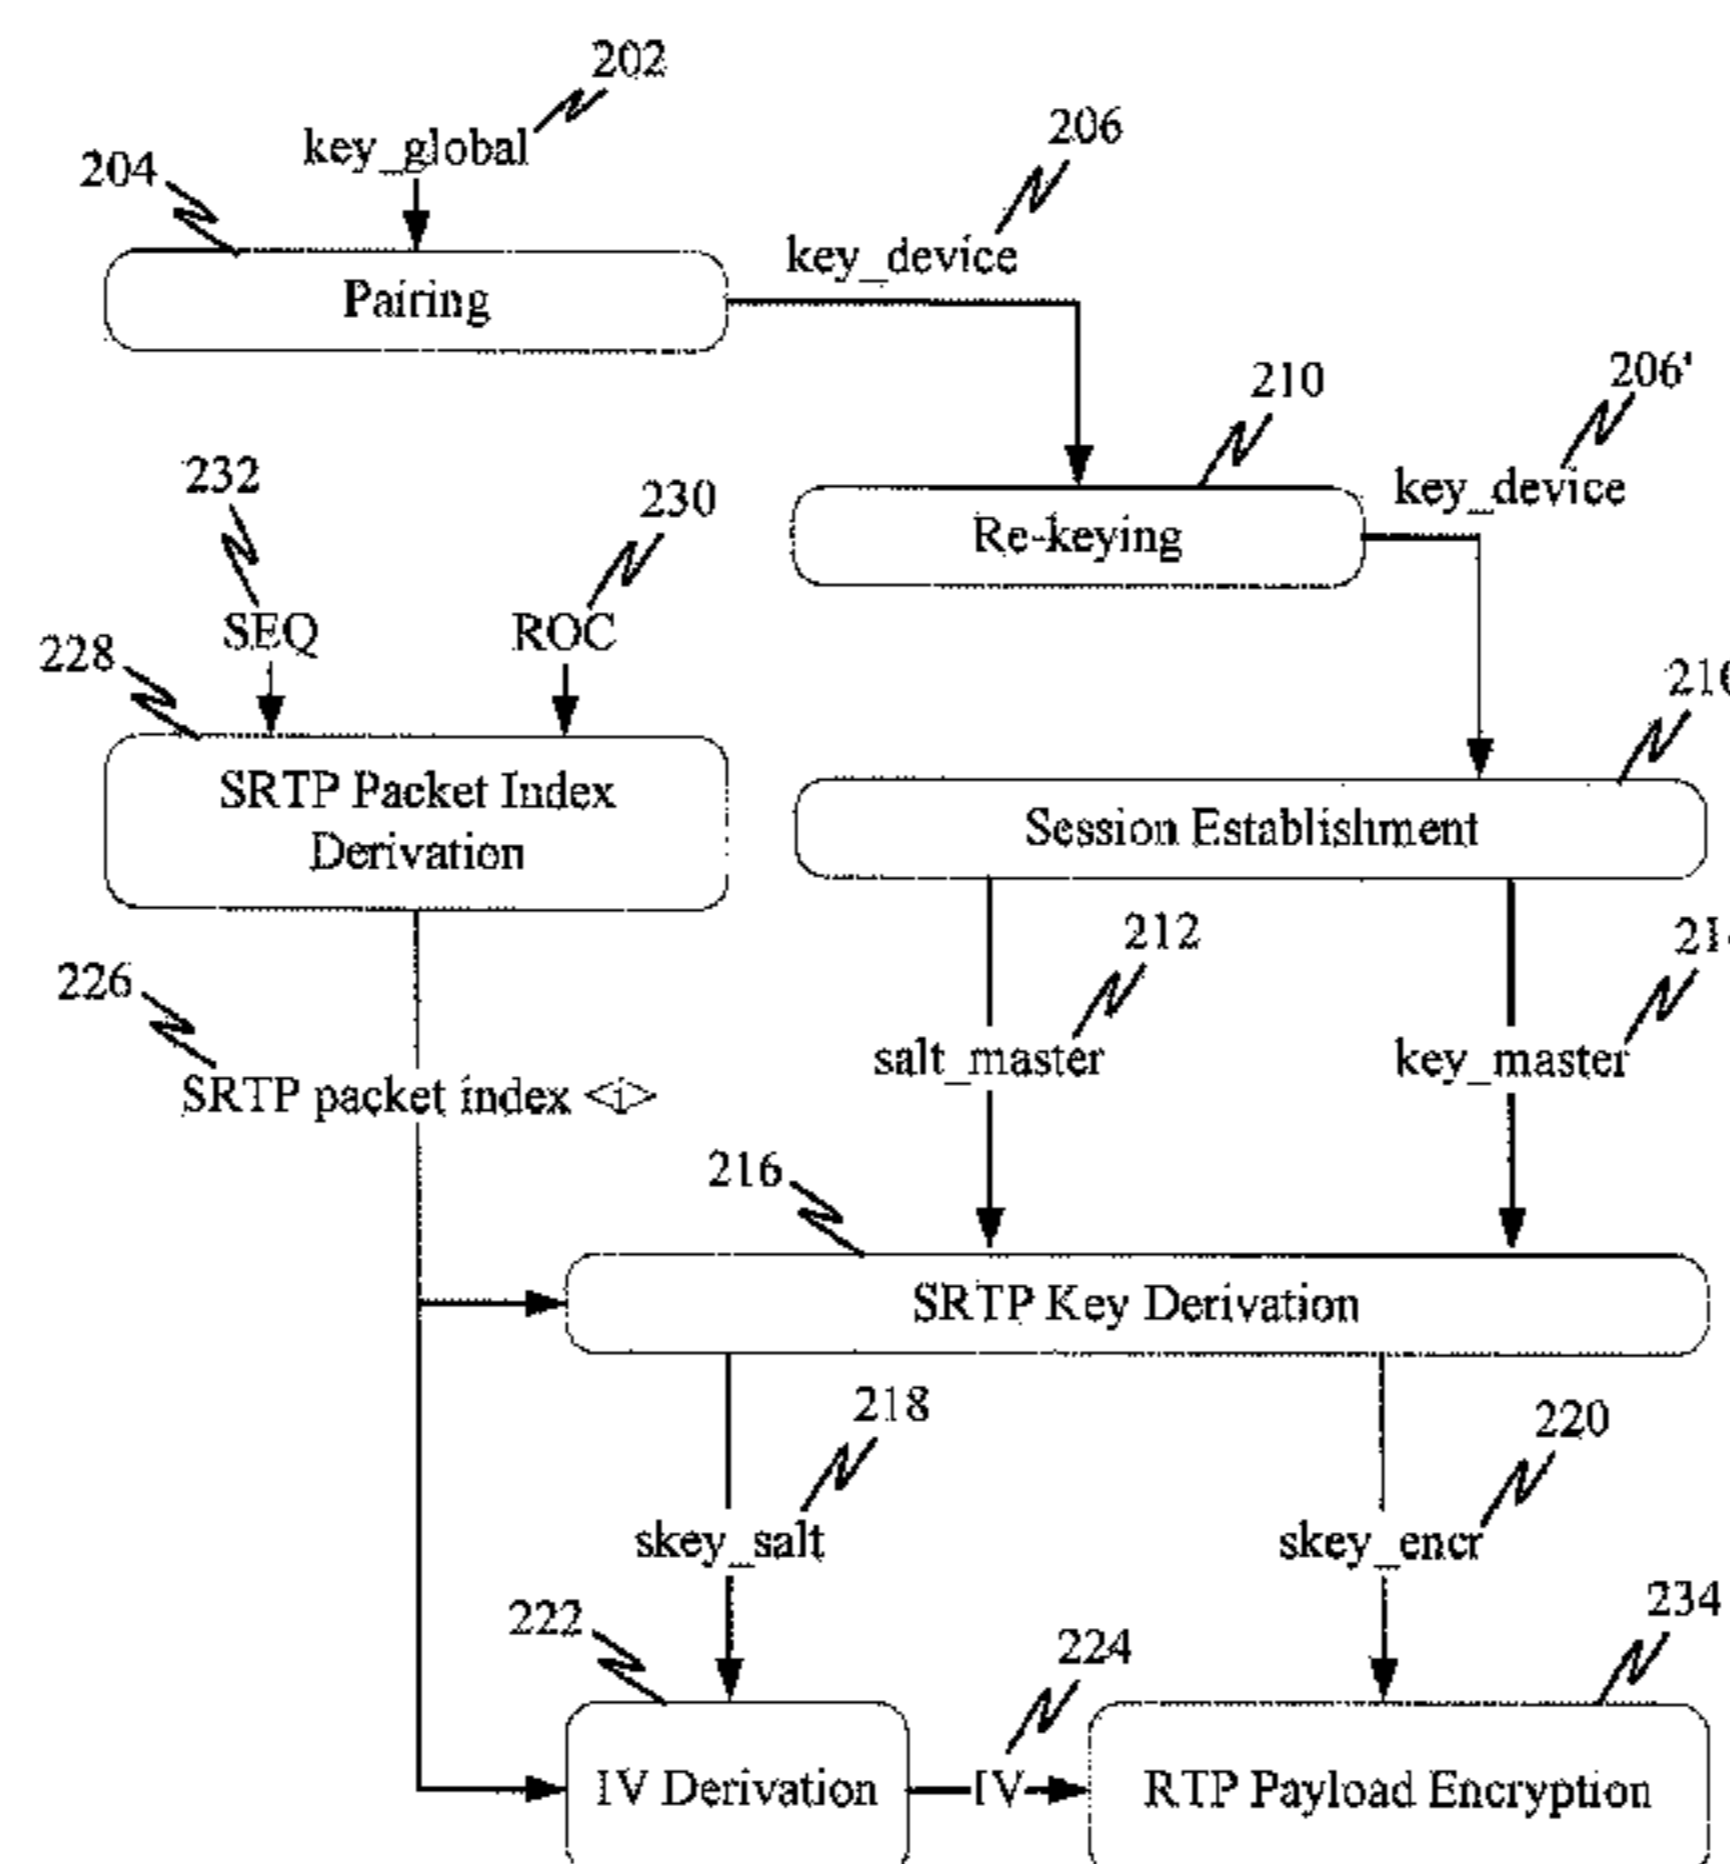 202
key_global
206
204
key_device
Pairing
210
206'
232
230
key_device
Re-keying
SEQ
ROC
228
SRTP Packet Index
Derivation
Session Establishment
212
226
salt_master
key_master
SRTP packet index <i>
216
SRTP Key Derivation
218
220
skey_salt
skey_encr
234
222
224
IV Derivation
IV
RTP Payload Encryption